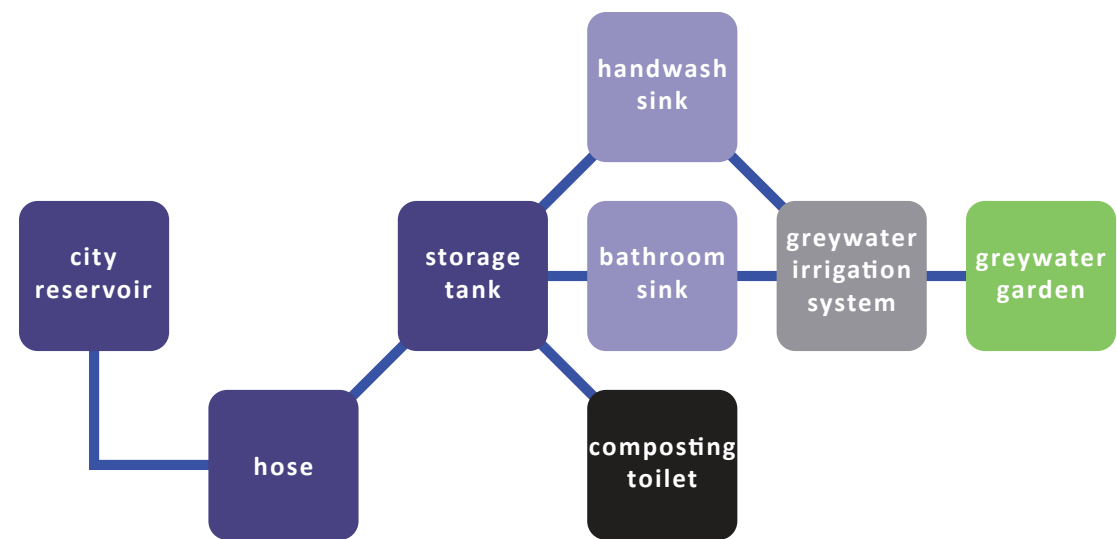 handwash
sink
city
reservoir
storage
tank
bathroom
sink
greywater
irrigation
system
greywater
garden
hose
composting
toilet